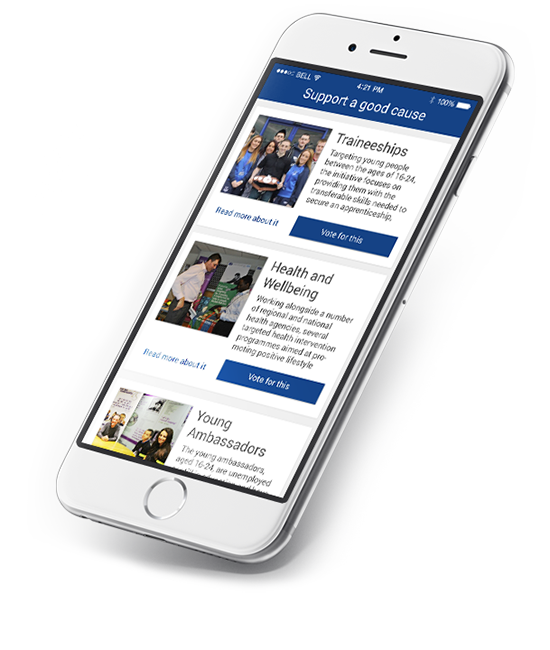 BELL
4:21 PM
100%
Support a good cause
Traineeships
Targeting young people
between the ages of 16-24,
the initiative focuses on
providing them with the
transferable skills needed to
secure an apprenticeship,
Read more about it
Vote for this
Health and
Wellbeing
Working alongside a number
of regional and national
health agencies, several
targeted health intervention
programmes aimed at pro-
moting positive lifestyle
Read more about it
Vote for this
Young
Ambassadors
The young ambassadors,
aged 16-24, are unemployed